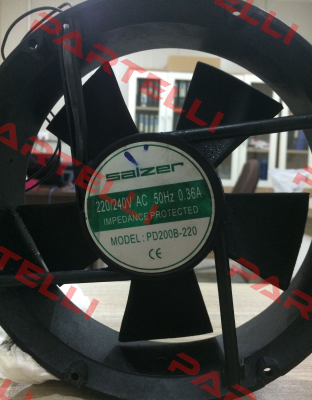 PARTELLI
PARTELLI
salzer
220/240V AC 50Hz 0.36A
IMPEDANCE PROTECTED
MODEL: PD200B-220
CE
PARTELLI
PARTELLI